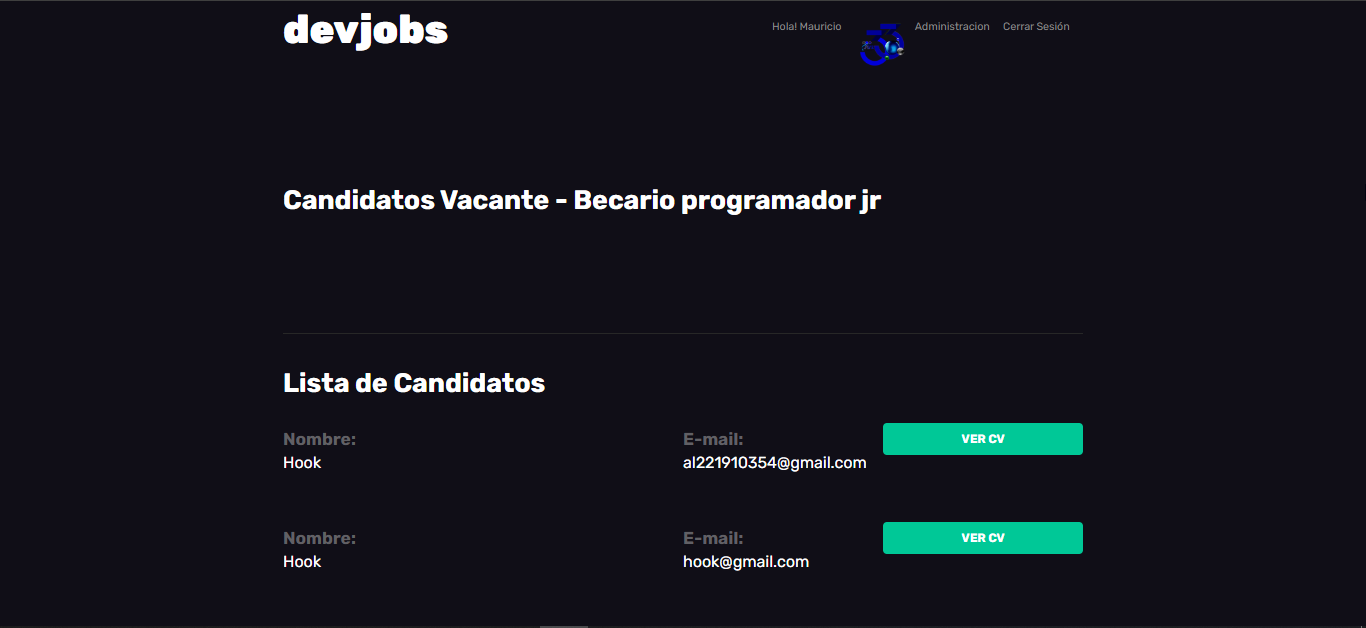 devjobs
Hola! Mauricio Administracion Cerrar Sesión
Candidatos Vacante - Becario programador jr
Lista de Candidatos
Nombre: E-mail: VER CV
Hook al221910354@gmail.com
Nombre: E-mail: VER CV
Hook hook@gmail.com